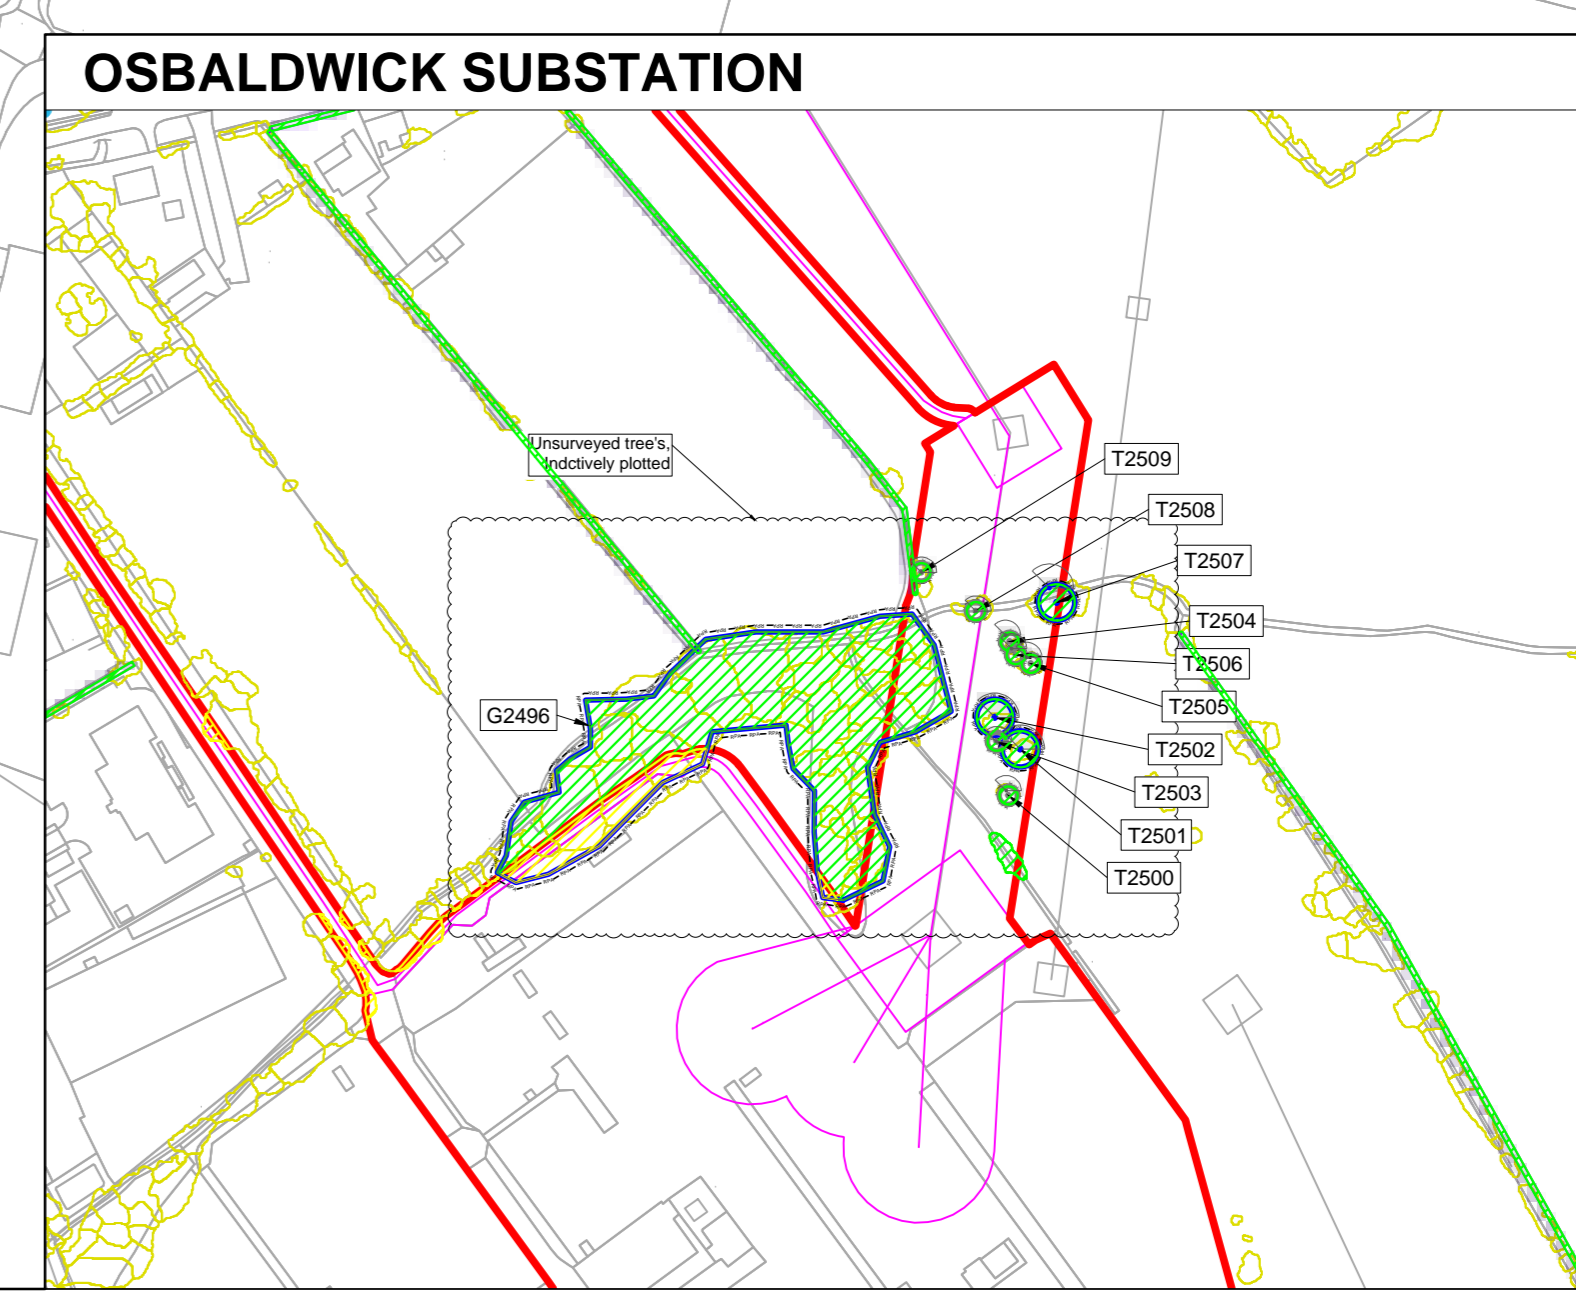 OSBALDWICK SUBSTATION
Unsurveyed tree's,
Indctively plotted
T2509
T2508
T2507
T2504
T2506
T2505
G2496
T2502
T2503
T2501
T2500